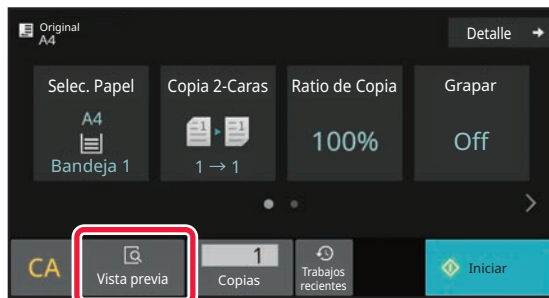 Original
A4
Detalle
Selec. Papel
A4
Bandeja 1
Copia 2-Caras
1 → 1
Ratio de Copia
100%
Grapar
Off
CA
Vista previa
1
Copias
Trabajos
recientes
Iniciar